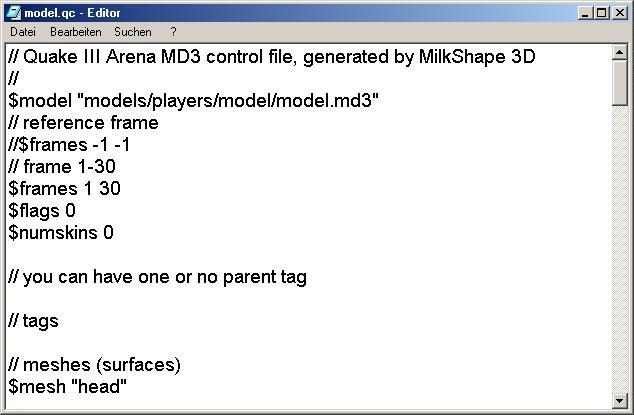 model.qc - Editor
Datei Bearbeiten Suchen ?
// Quake III Arena MD3 control file, generated by MilkShape 3D
//
$model "models/players/model/model.md3"
// reference frame
//$frames -1 -1
// frame 1-30
$frames 1 30
$flags 0
$numskins 0
// you can have one or no parent tag
// tags
// meshes (surfaces)
$mesh "head"